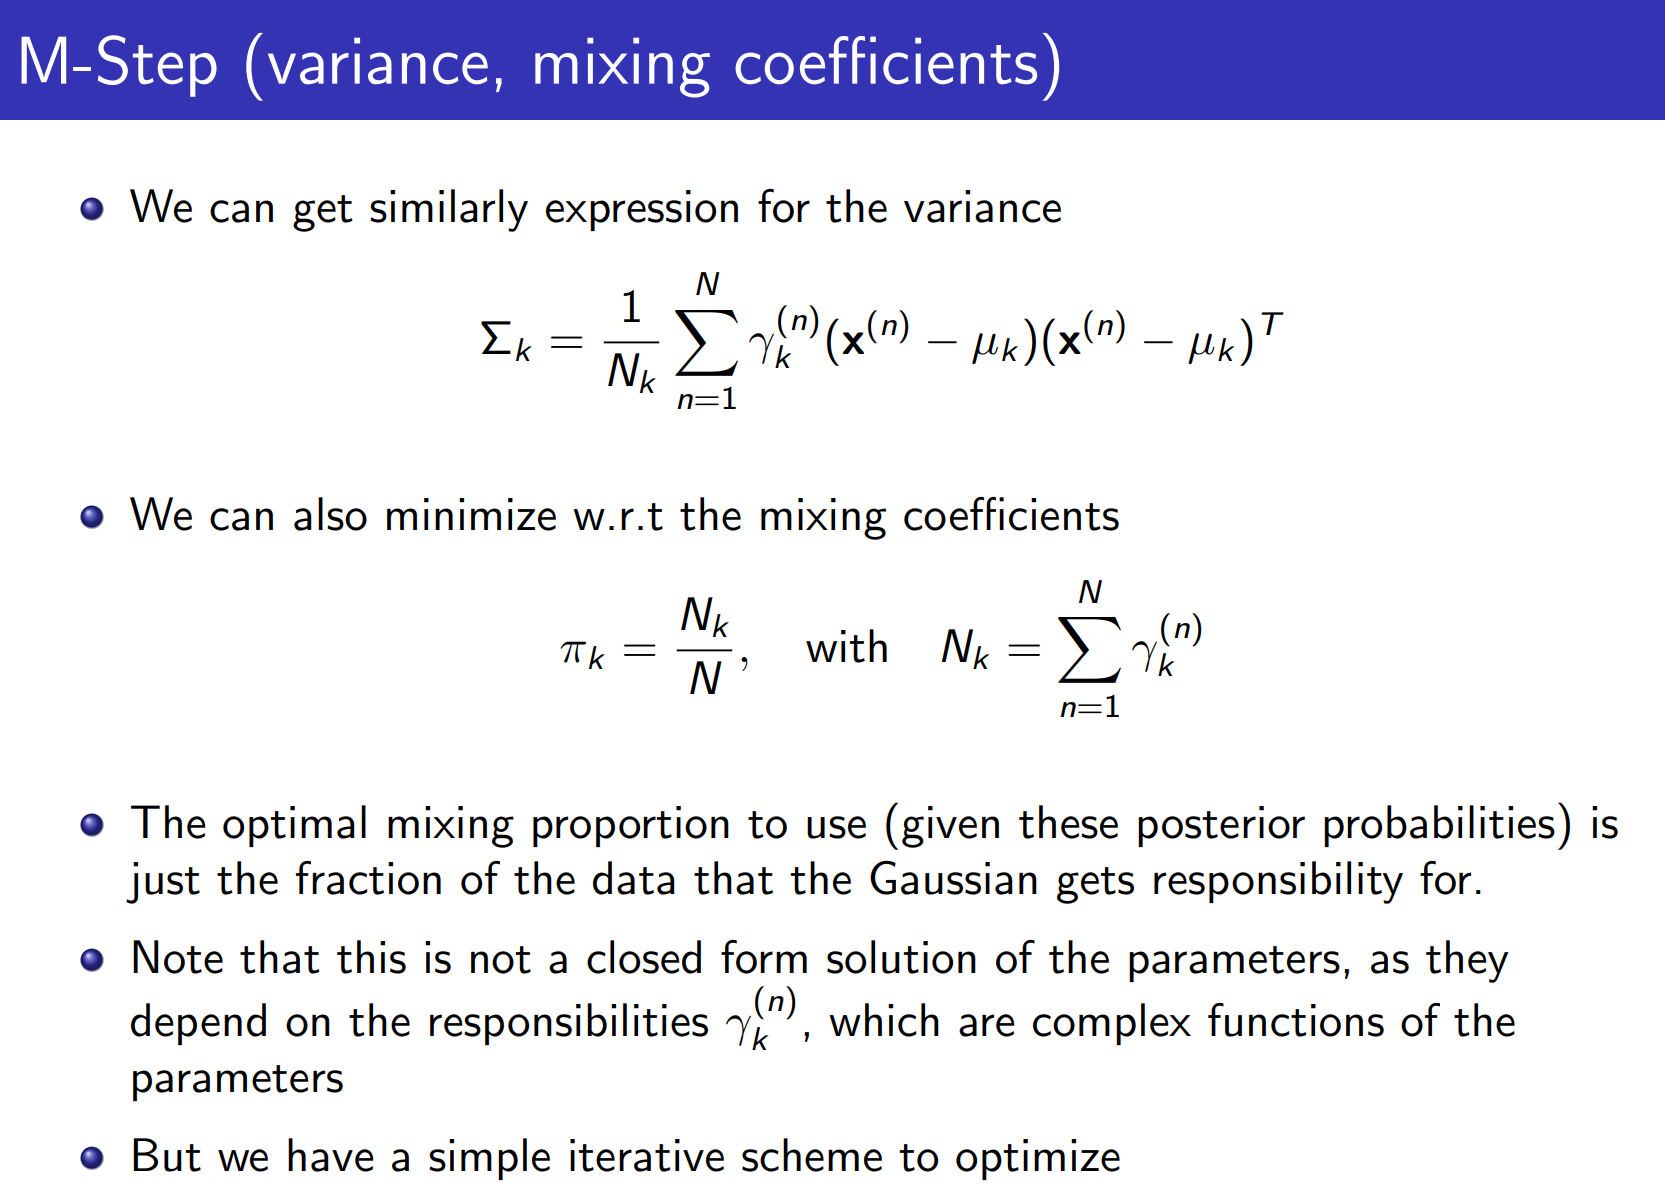 M-Step (variance, mixing coefficients)
We can get similarly expression for the variance
$$\Sigma_k = \frac{1}{N_k} \sum_{n=1}^{N} \gamma_k^{(n)} (\mathbf{x}^{(n)} - \mu_k)(\mathbf{x}^{(n)} - \mu_k)^T$$
We can also minimize w.r.t the mixing coefficients
$$\pi_k = \frac{N_k}{N}, \quad \text{with} \quad N_k = \sum_{n=1}^{N} \gamma_k^{(n)}$$
The optimal mixing proportion to use (given these posterior probabilities) is
just the fraction of the data that the Gaussian gets responsibility for.
Note that this is not a closed form solution of the parameters, as they
depend on the responsibilities $\gamma_k^{(n)}$, which are complex functions of the
parameters
But we have a simple iterative scheme to optimize